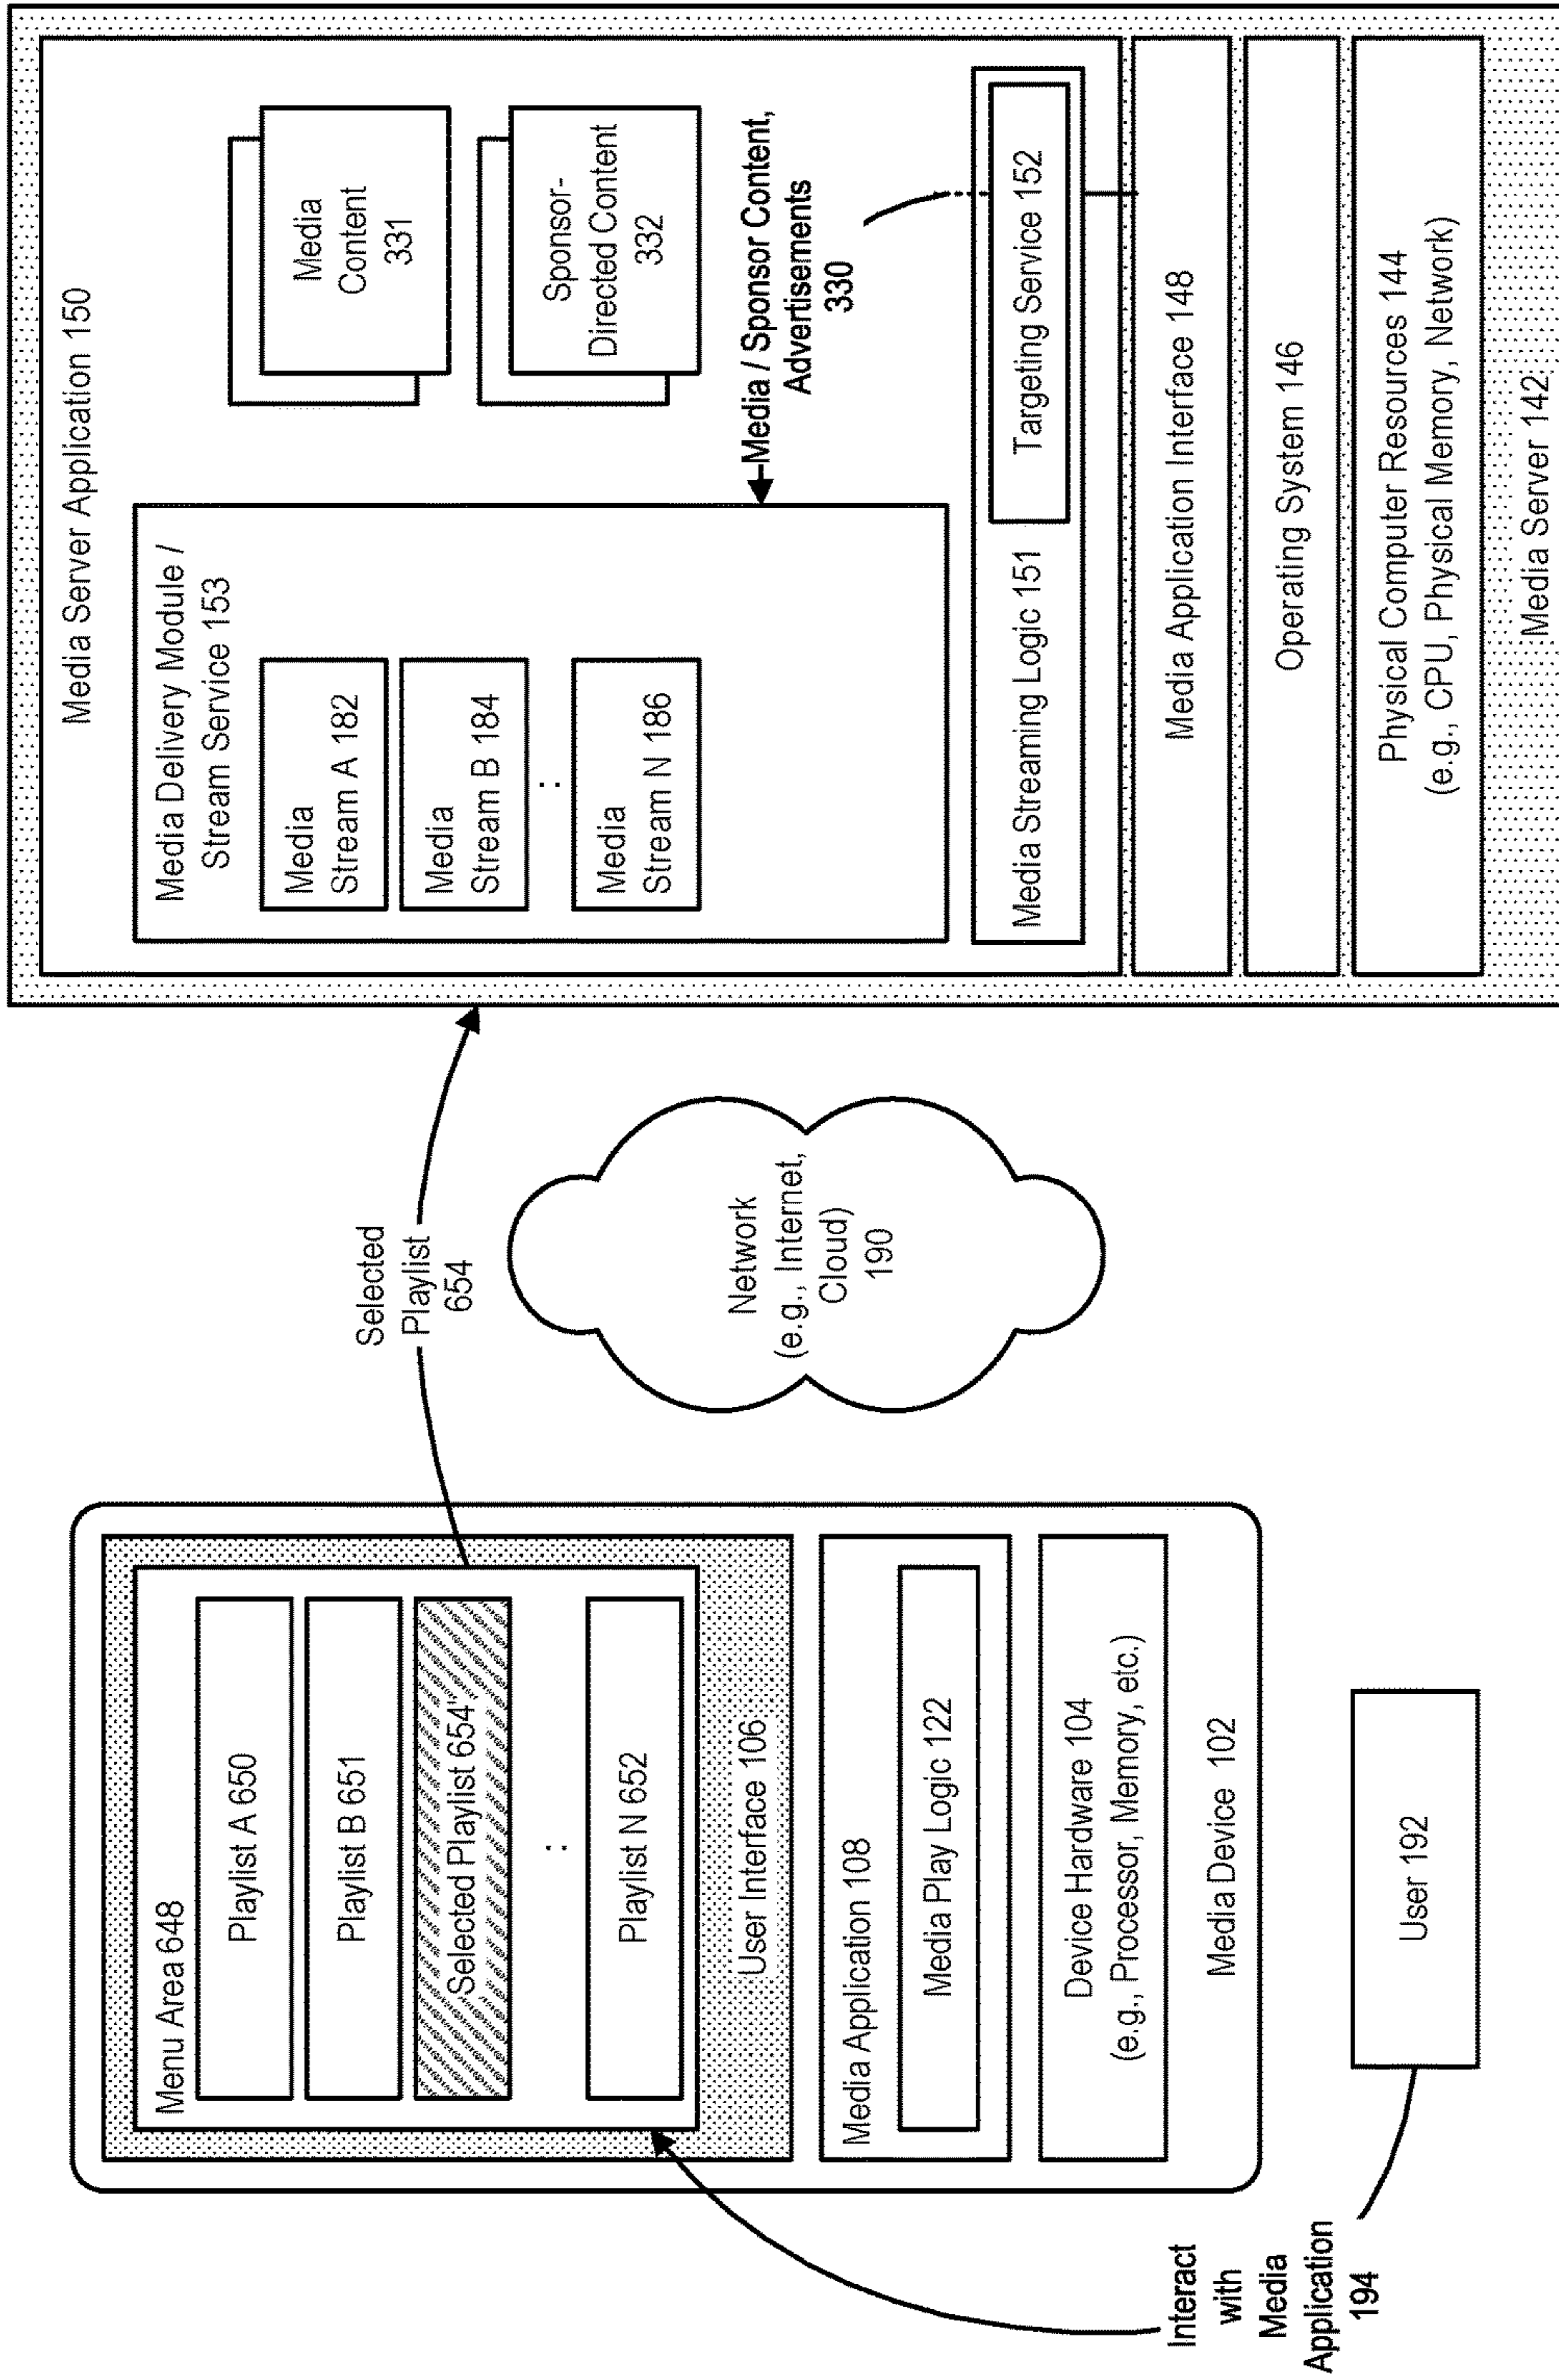 Menu Area 648
Playlist A 650
Playlist B 651
Selected Playlist 654"
:
Playlist N 652
User Interface 106
Media Application 108
Media Play Logic 122
Device Hardware 104
(e.g., Processor, Memory, etc.)
Media Device 102
User 192
Interact
with
Media
Application
194
Selected
Playlist
654
Network
(e.g., Internet,
Cloud)
190
Media Server Application 150
Media Delivery Module /
Stream Service 153
Media
Stream A 182
Media
Stream B 184
:
Media
Stream N 186
Media
Content
331
Sponsor-
Directed Content
332
Media / Sponsor Content,
Advertisements
330
Media Streaming Logic 151
Targeting Service 152
Media Application Interface 148
Operating System 146
Physical Computer Resources 144
(e.g., CPU, Physical Memory, Network)
Media Server 142